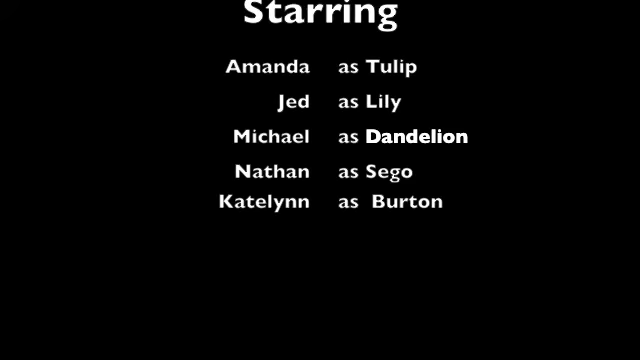 Starring
Amanda as Tulip
Jed as Lily
Michael as Dandelion
Nathan as Sego
Katelynn as Burton